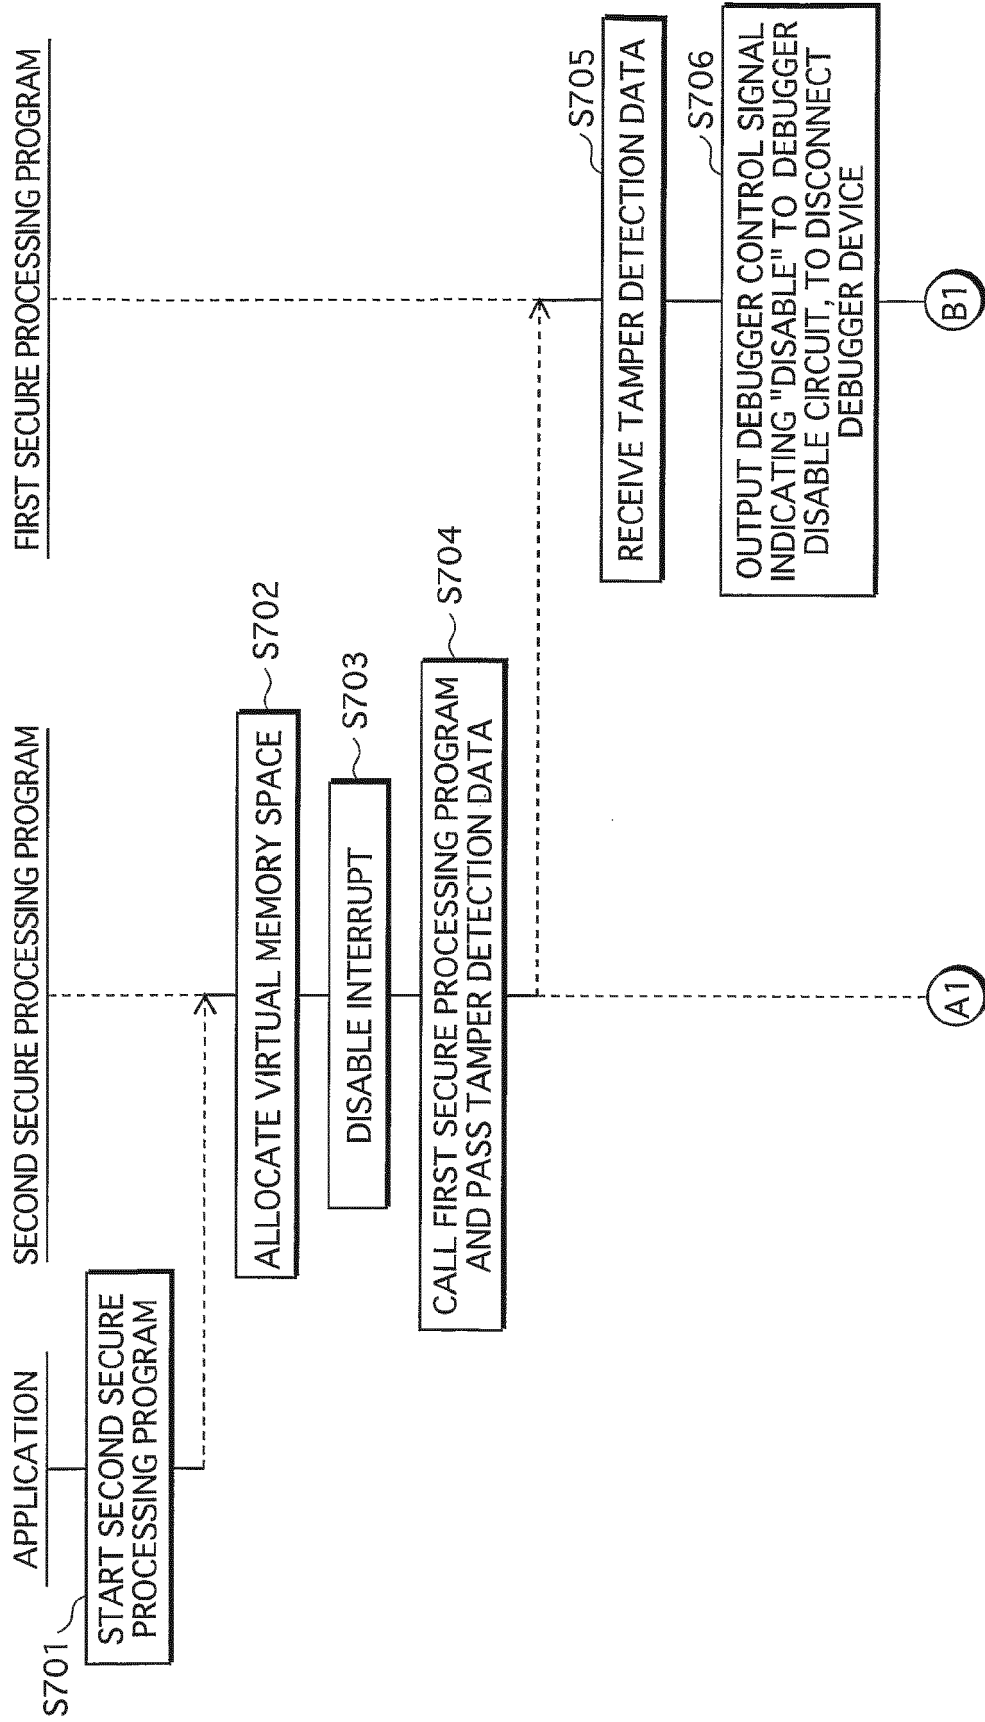 APPLICATION
SECOND SECURE PROCESSING PROGRAM
FIRST SECURE PROCESSING PROGRAM
S701
START SECOND SECURE
PROCESSING PROGRAM
S702
ALLOCATE VIRTUAL MEMORY SPACE
S703
DISABLE INTERRUPT
S704
CALL FIRST SECURE PROCESSING PROGRAM
AND PASS TAMPER DETECTION DATA
S705
RECEIVE TAMPER DETECTION DATA
S706
OUTPUT DEBUGGER CONTROL SIGNAL
INDICATING "DISABLE" TO DEBUGGER
DISABLE CIRCUIT, TO DISCONNECT
DEBUGGER DEVICE
A1
B1